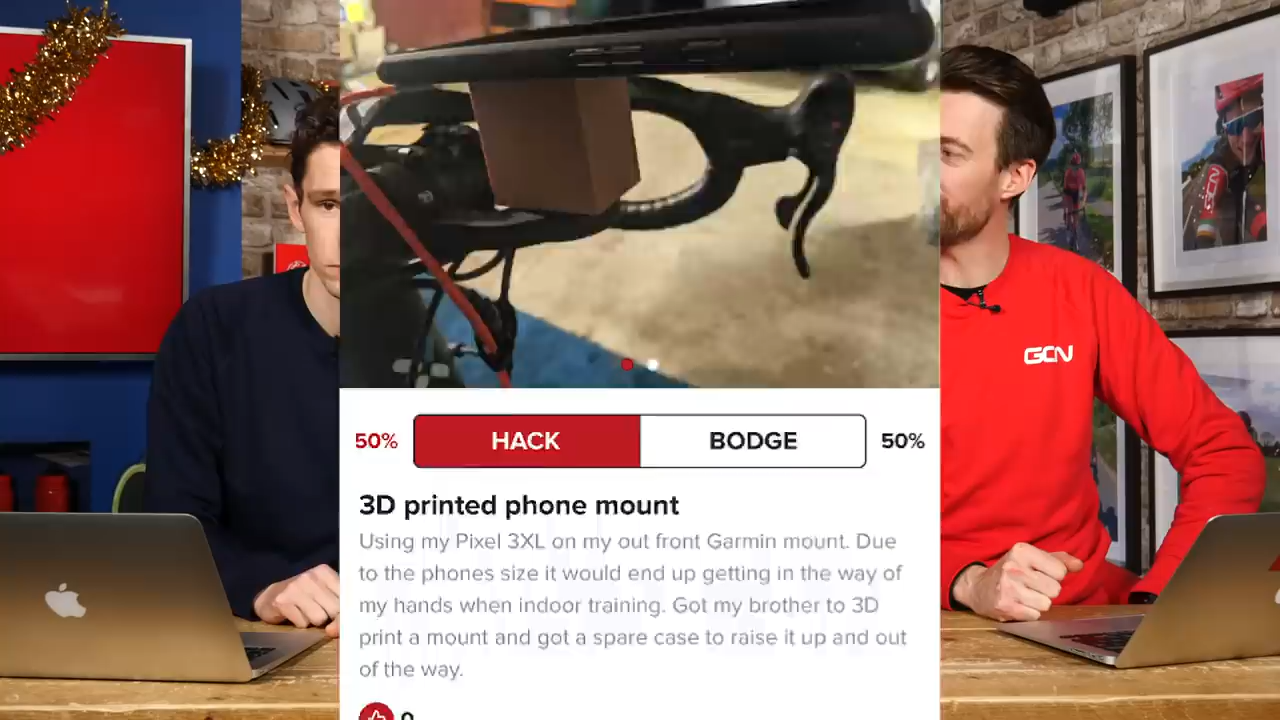 GCN
GCN
50%
HACK
BODGE
50%
3D printed phone mount
Using my Pixel 3XL on my out front Garmin mount. Due
to the phones size it would end up getting in the way of
my hands when indoor training. Got my brother to 3D
print a mount and got a spare case to raise it up and out
of the way.
0